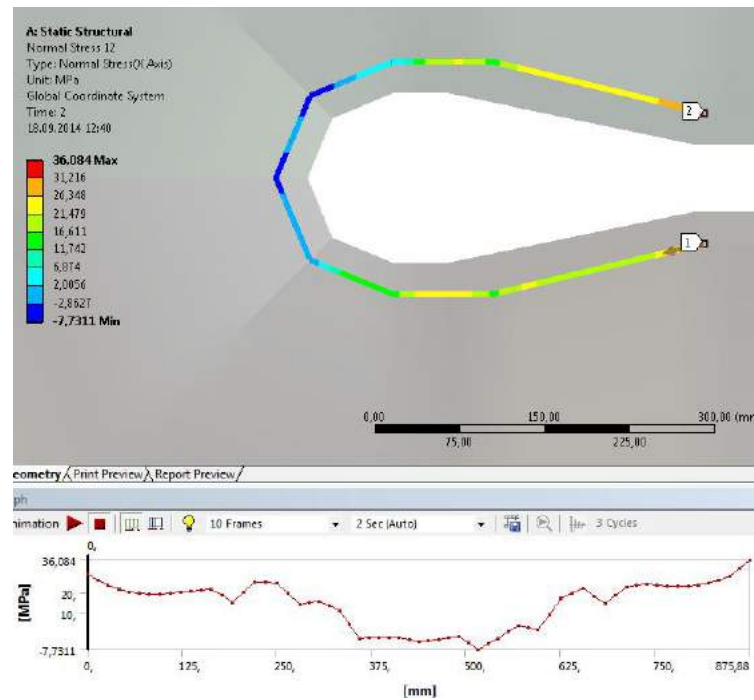 A: Static Structural
Normal Stress 12
Type: Normal Stress(X Axis)
Unit: MPa
Global Coordinate System
Time: 2
18.09.2014 12:40
36,084 Max
31,216
26,348
21,479
16,611
11,742
6,874
2,0056
-2,8627
-7,7311 Min
2
1
0,00 150,00 300,00 (mm
75,00 225,00
eometry Print Preview Report Preview
ph
nimation 10 Frames 2 Sec (Auto) 3 Cycles
0,
36,084
20,
10,
-7,7311
[MPa]
0, 125, 250, 375, 500, 625, 750, 875,88
[mm]